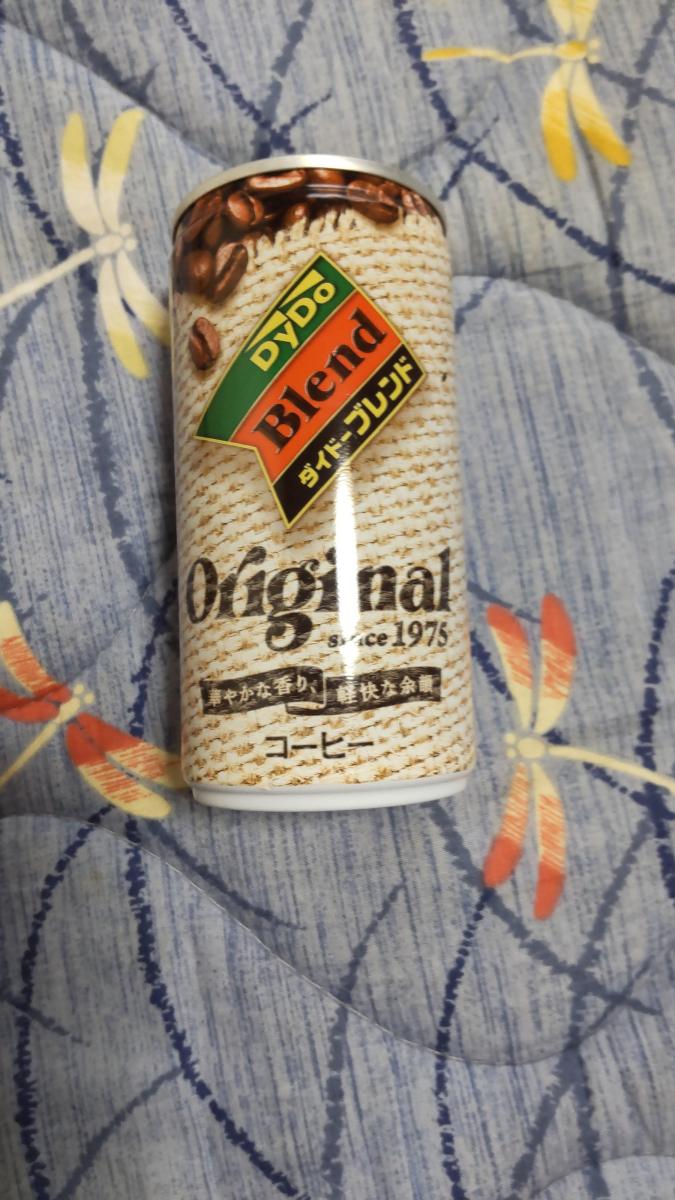 DyDo
Blend
ダイドーブレンド
Original
since 1975
華やかな香り、軽快な余韻
コーヒー